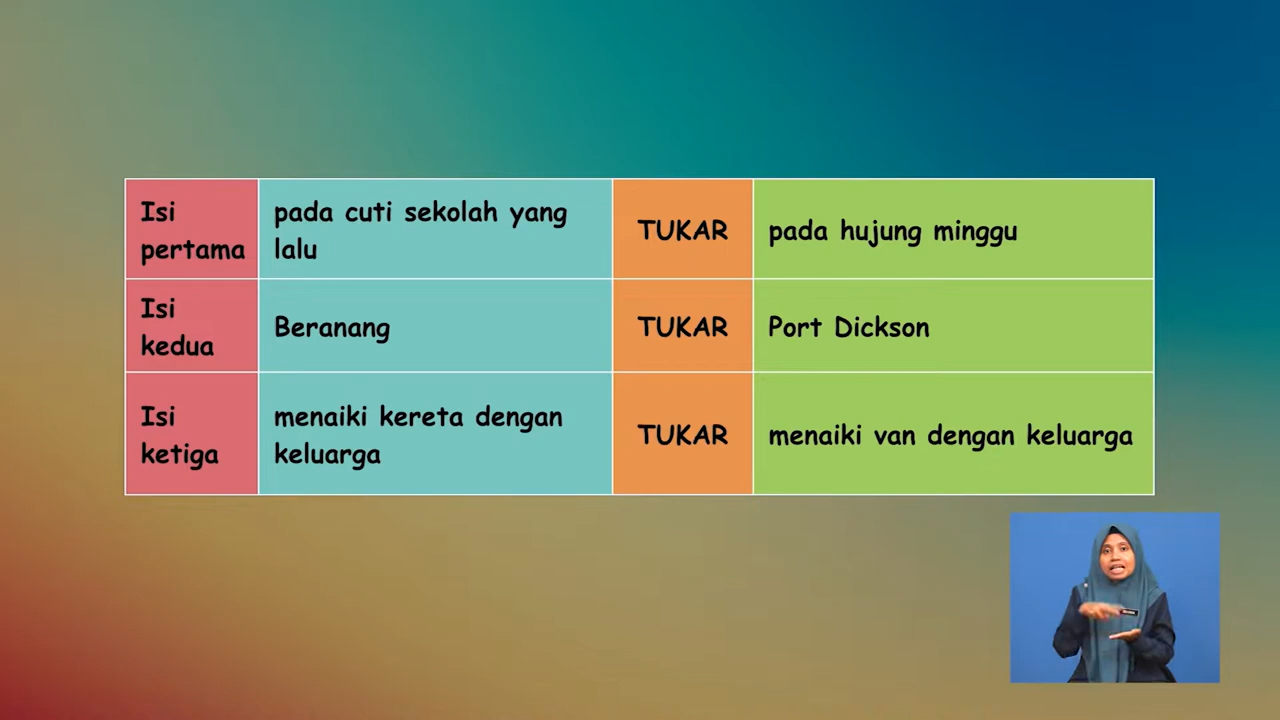 Isi
pertama
pada cuti sekolah yang
lalu
TUKAR
pada hujung minggu
Isi
kedua
Beranang
TUKAR
Port Dickson
Isi
ketiga
menaiki kereta dengan
keluarga
TUKAR
menaiki van dengan keluarga